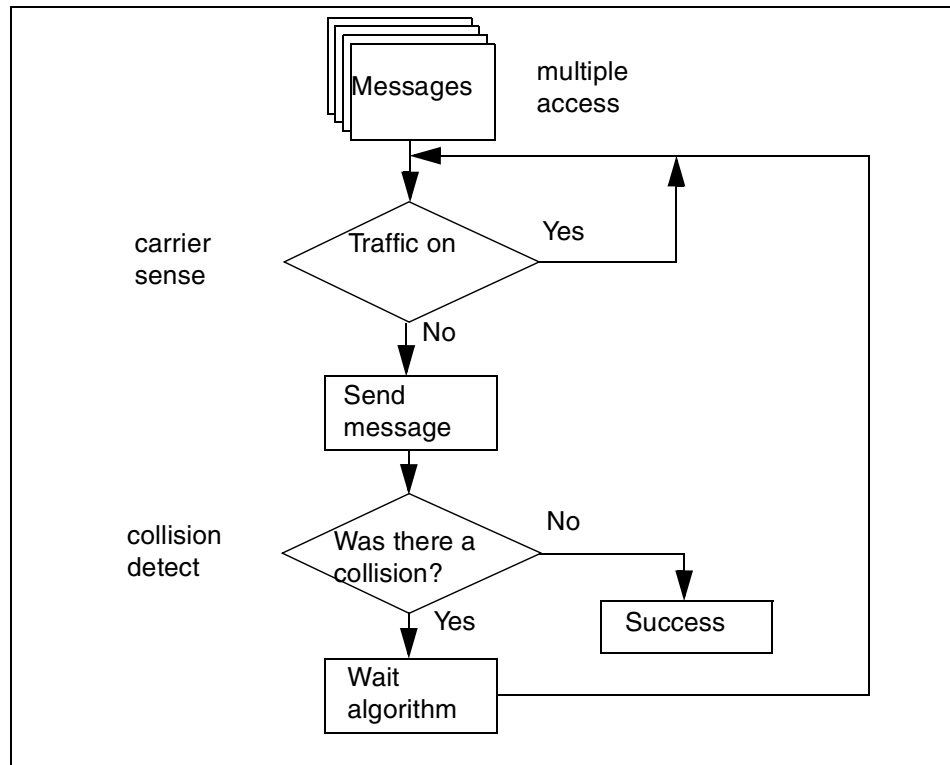 Messages
multiple
access
carrier
sense
Traffic on
Yes
No
Send
message
collision
detect
Was there a
collision?
No
Yes
Success
Wait
algorithm